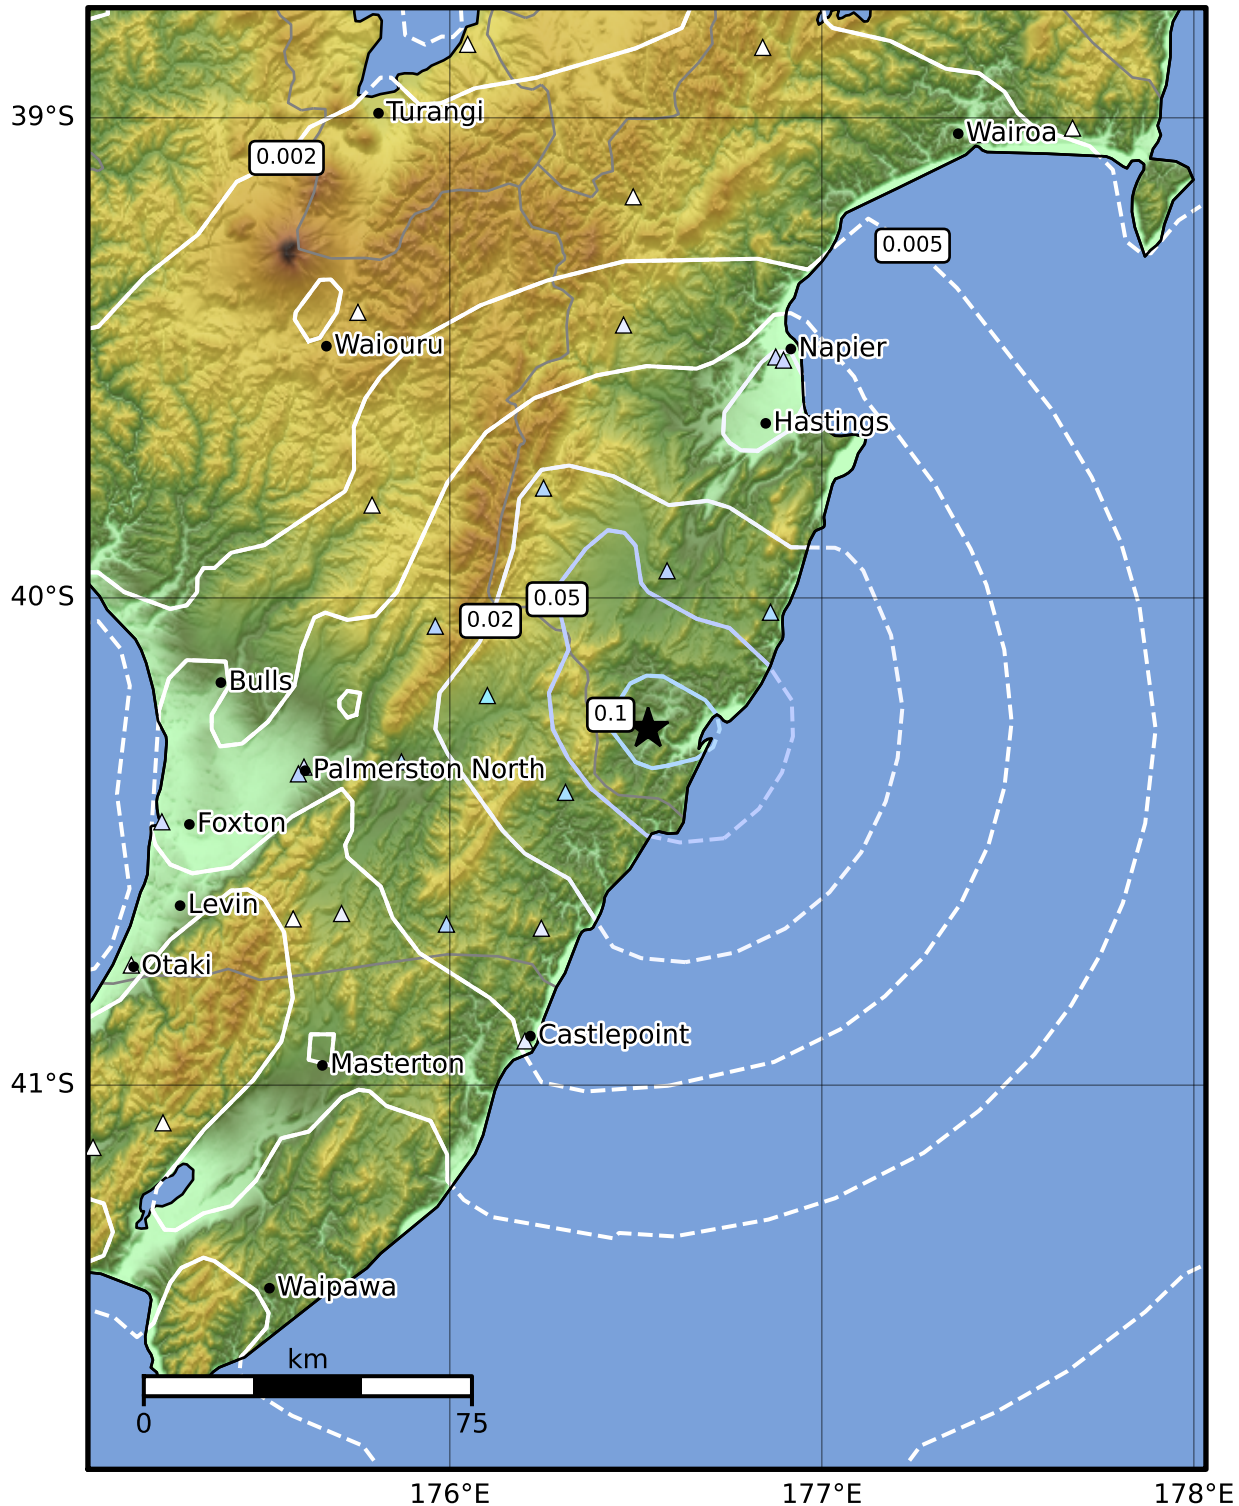 39°S
Turangi
Wairoa
0.002
0.005
Waiouru
Napier
Hastings
40°S
0.05
0.02
Bulls
0.1
Palmerston North
Foxton
Levin
Otaki
Castlepoint
Masterton
41°S
Waipawa
km
0 75
176°E 177°E 178°E